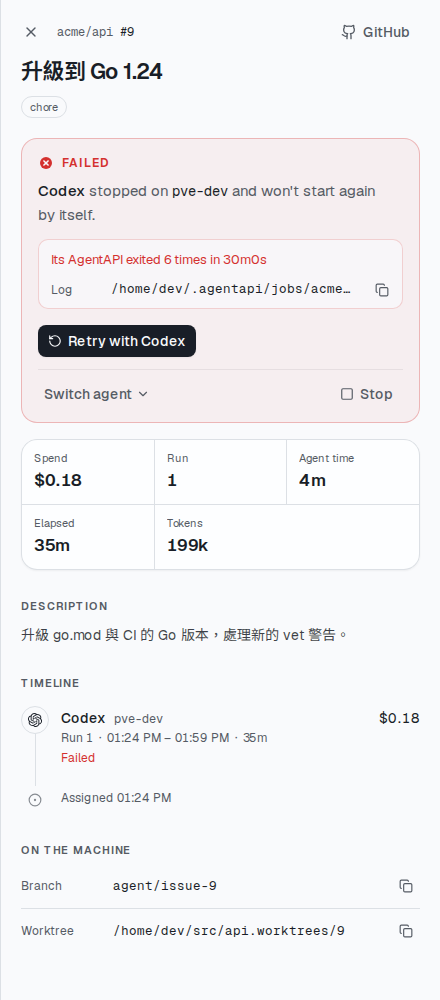 acme/api #9
GitHub
升級到 Go 1.24
chore
FAILED
Codex stopped on pve-dev and won't start again
by itself.
Its AgentAPI exited 6 times in 30m0s
Log /home/dev/.agentapi/jobs/acme…
Retry with Codex
Switch agent
Stop
Spend Run Agent time
$0.18 1 4m
Elapsed Tokens
35m 199k
DESCRIPTION
升級 go.mod 與 CI 的 Go 版本，處理新的 vet 警告。
TIMELINE
Codex pve-dev $0.18
Run 1 · 01:24 PM – 01:59 PM · 35m
Failed
Assigned 01:24 PM
ON THE MACHINE
Branch agent/issue-9
Worktree /home/dev/src/api.worktrees/9